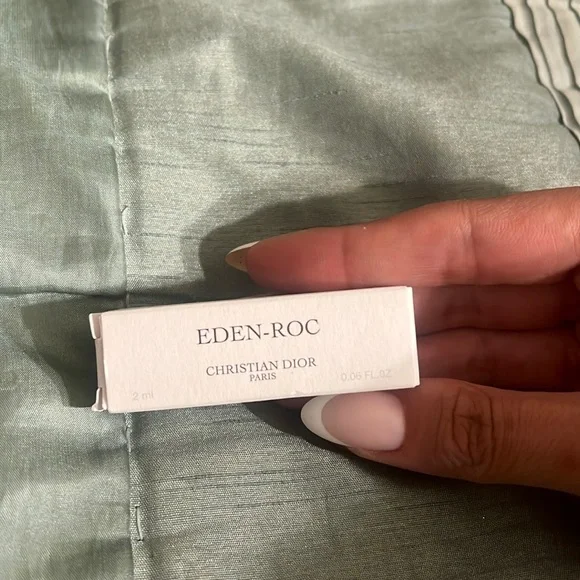 EDEN-ROC
CHRISTIAN DIOR
PARIS
2 ml 0.06 FL.OZ